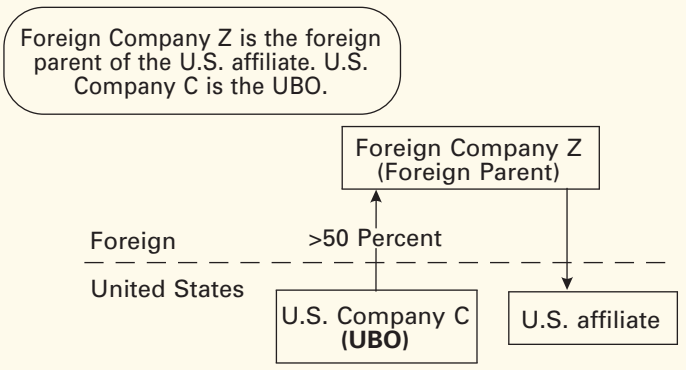 Foreign Company Z is the foreign
parent of the U.S. affiliate. U.S.
Company C is the UBO.
Foreign Company Z
(Foreign Parent)
Foreign
>50 Percent
United States
U.S. Company C
(UBO)
U.S. affiliate